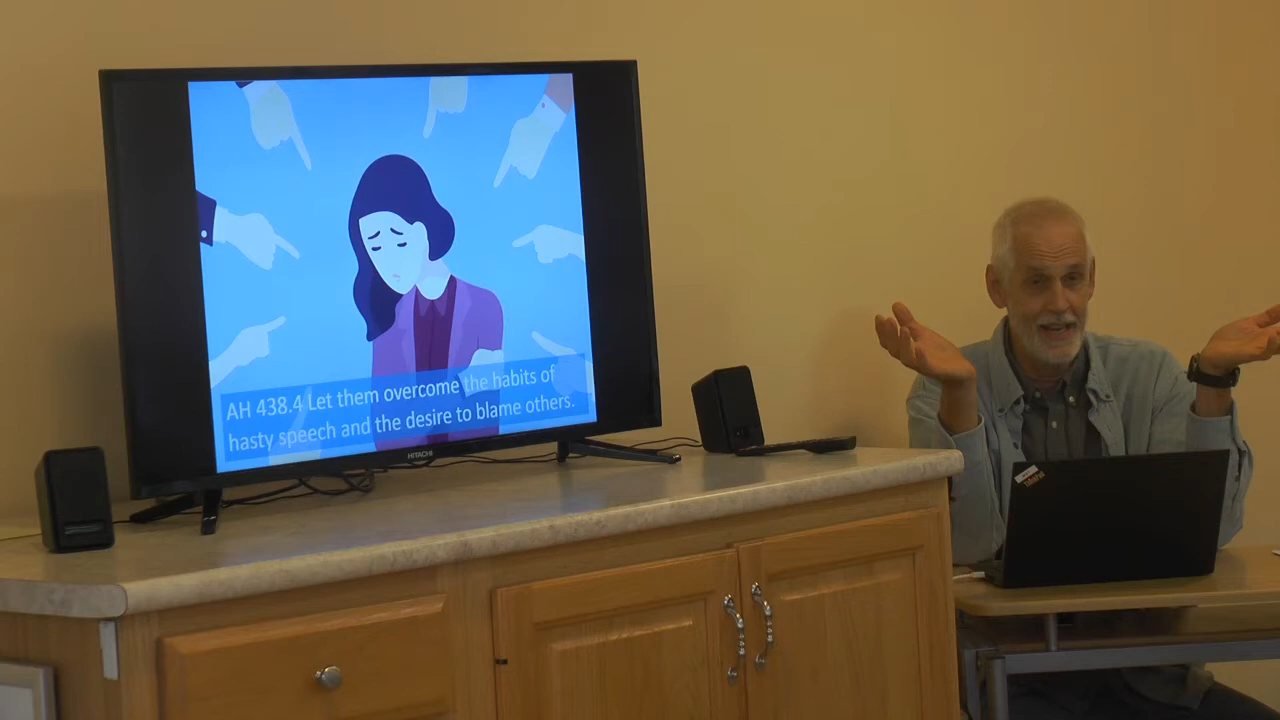 AH 438.4 Let them overcome the habits of
hasty speech and the desire to blame others.
HITACHI